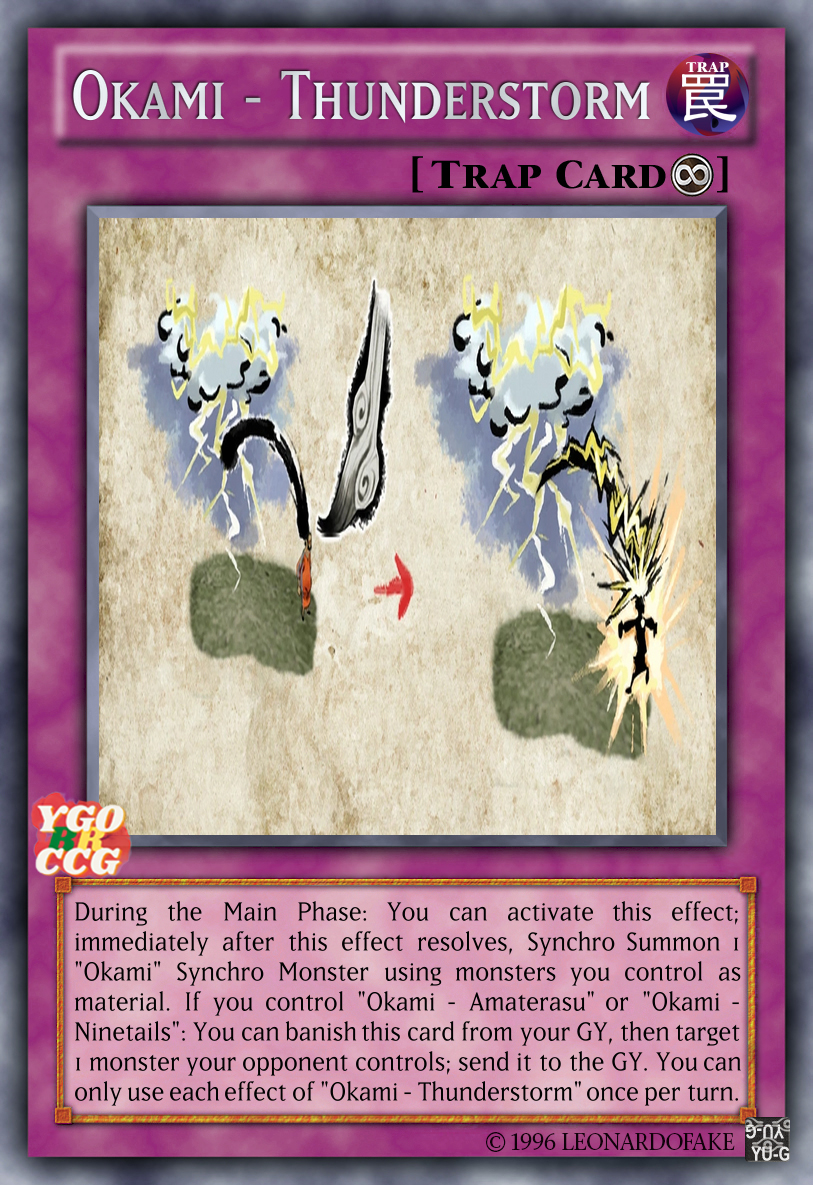 Okami - Thunderstorm
TRAP
罠
[TRAP CARD∞]
YGO
BR
CCG
During the Main Phase: You can activate this effect;
immediately after this effect resolves, Synchro Summon 1
"Okami" Synchro Monster using monsters you control as
material. If you control "Okami - Amaterasu" or "Okami -
Ninetails": You can banish this card from your GY, then target
1 monster your opponent controls; send it to the GY. You can
only use each effect of "Okami - Thunderstorm" once per turn.
© 1996 LEONARDOFAKE
YU-G
YU-G